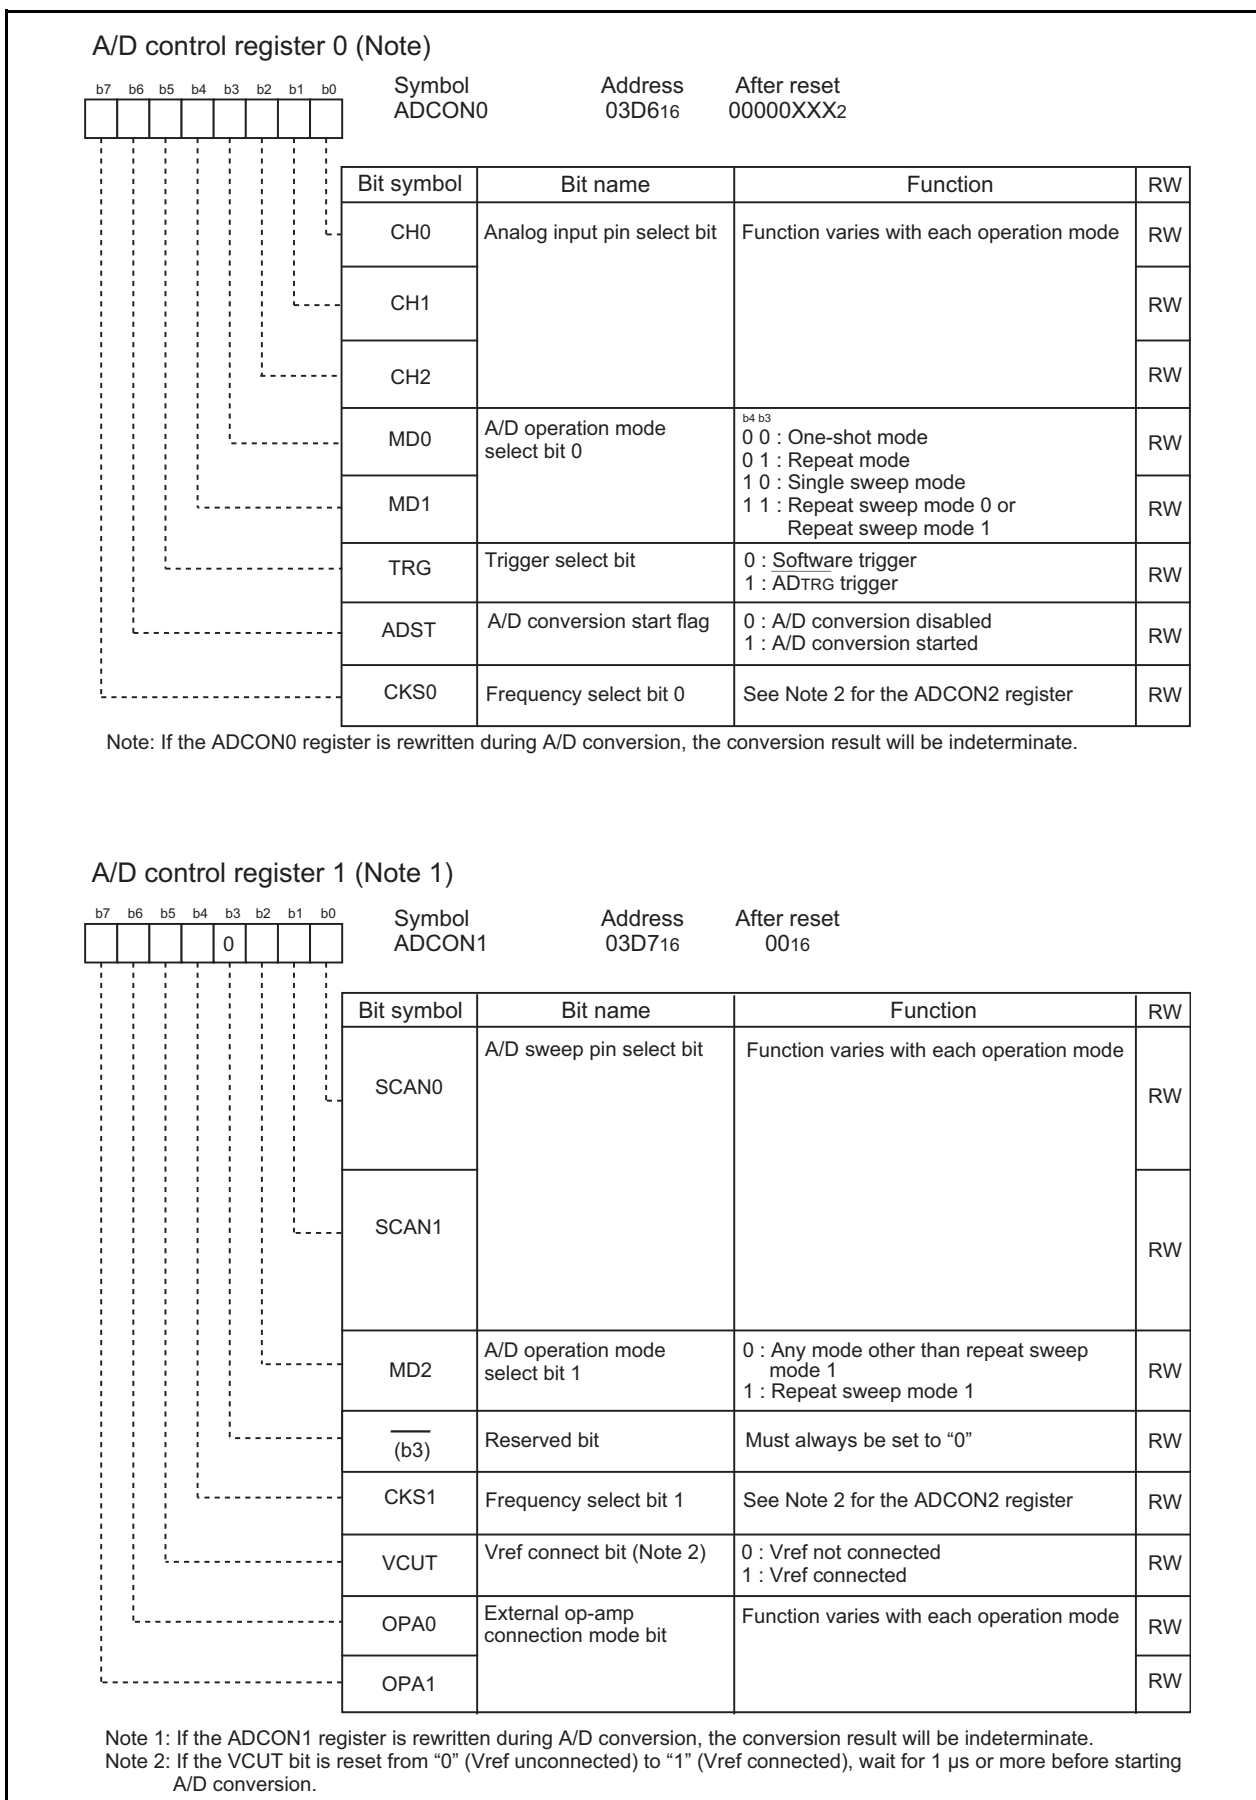 A/D control register 0 (Note)
b7 b6 b5 b4 b3 b2 b1 b0
Symbol Address After reset
ADCON0 03D616 00000XXX2
Bit symbol Bit name Function RW
CH0 Analog input pin select bit Function varies with each operation mode RW
CH1 RW
CH2 RW
MD0 A/D operation mode select bit 0 RW
b4 b3
0 0 : One-shot mode
0 1 : Repeat mode
1 0 : Single sweep mode
1 1 : Repeat sweep mode 0 or
Repeat sweep mode 1
MD1 RW
TRG Trigger select bit 0 : Software trigger RW
1 : ADTRG trigger
ADST A/D conversion start flag 0 : A/D conversion disabled RW
1 : A/D conversion started
CKS0 Frequency select bit 0 See Note 2 for the ADCON2 register RW
Note: If the ADCON0 register is rewritten during A/D conversion, the conversion result will be indeterminate.
A/D control register 1 (Note 1)
b7 b6 b5 b4 b3 b2 b1 b0
0
Symbol Address After reset
ADCON1 03D716 0016
Bit symbol Bit name Function RW
SCAN0 A/D sweep pin select bit Function varies with each operation mode RW
SCAN1 RW
MD2 A/D operation mode select bit 1 RW
0 : Any mode other than repeat sweep
mode 1
1 : Repeat sweep mode 1
(b3) Reserved bit Must always be set to “0” RW
CKS1 Frequency select bit 1 See Note 2 for the ADCON2 register RW
VCUT Vref connect bit (Note 2) 0 : Vref not connected RW
1 : Vref connected
OPA0 External op-amp connection mode bit Function varies with each operation mode RW
OPA1 RW
Note 1: If the ADCON1 register is rewritten during A/D conversion, the conversion result will be indeterminate.
Note 2: If the VCUT bit is reset from “0” (Vref unconnected) to “1” (Vref connected), wait for 1 µs or more before starting
A/D conversion.